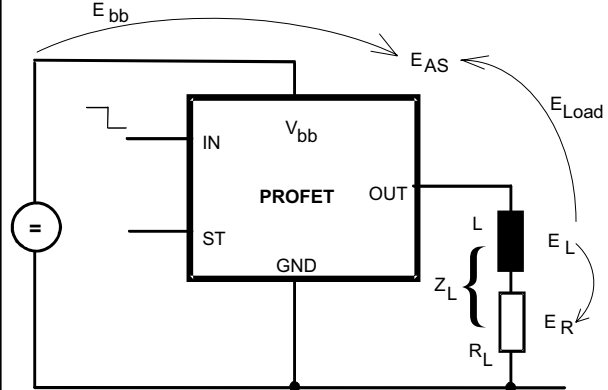 E bb
E AS
E Load
IN
V bb
PROFET
OUT
ST
GND
=
L
E L
Z L
{
E R
R L